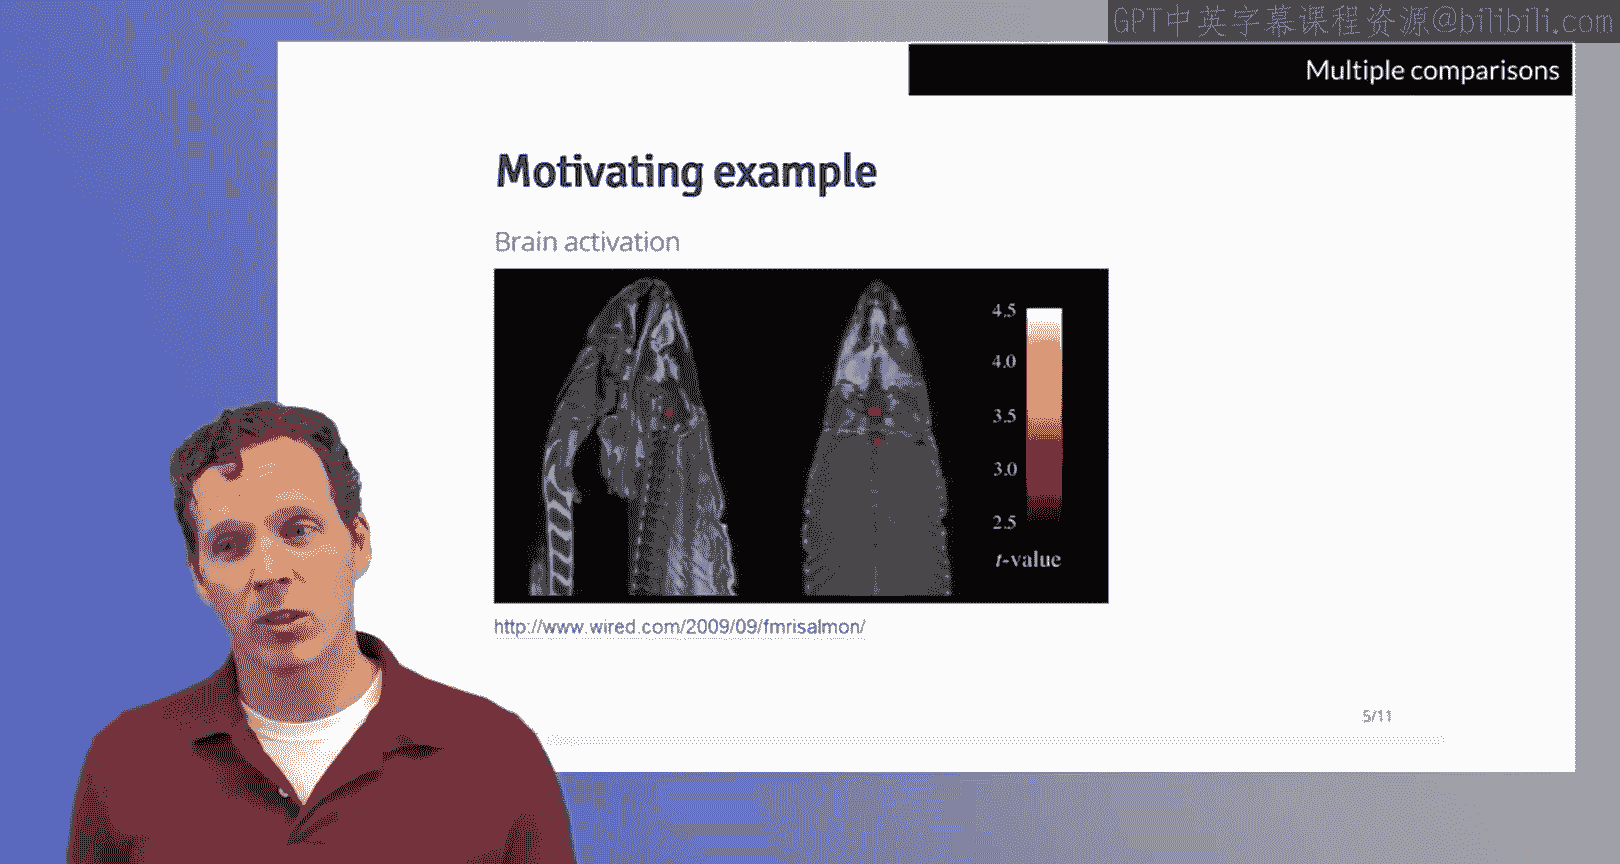 GPT中英字幕课程资源@bilibili.com
Multiple comparisons
Motivating example
Brain activation
4.5
4.0
3.5
3.0
2.5
t-value
http://www.wired.com/2009/09/fmrisalmon/
5/11